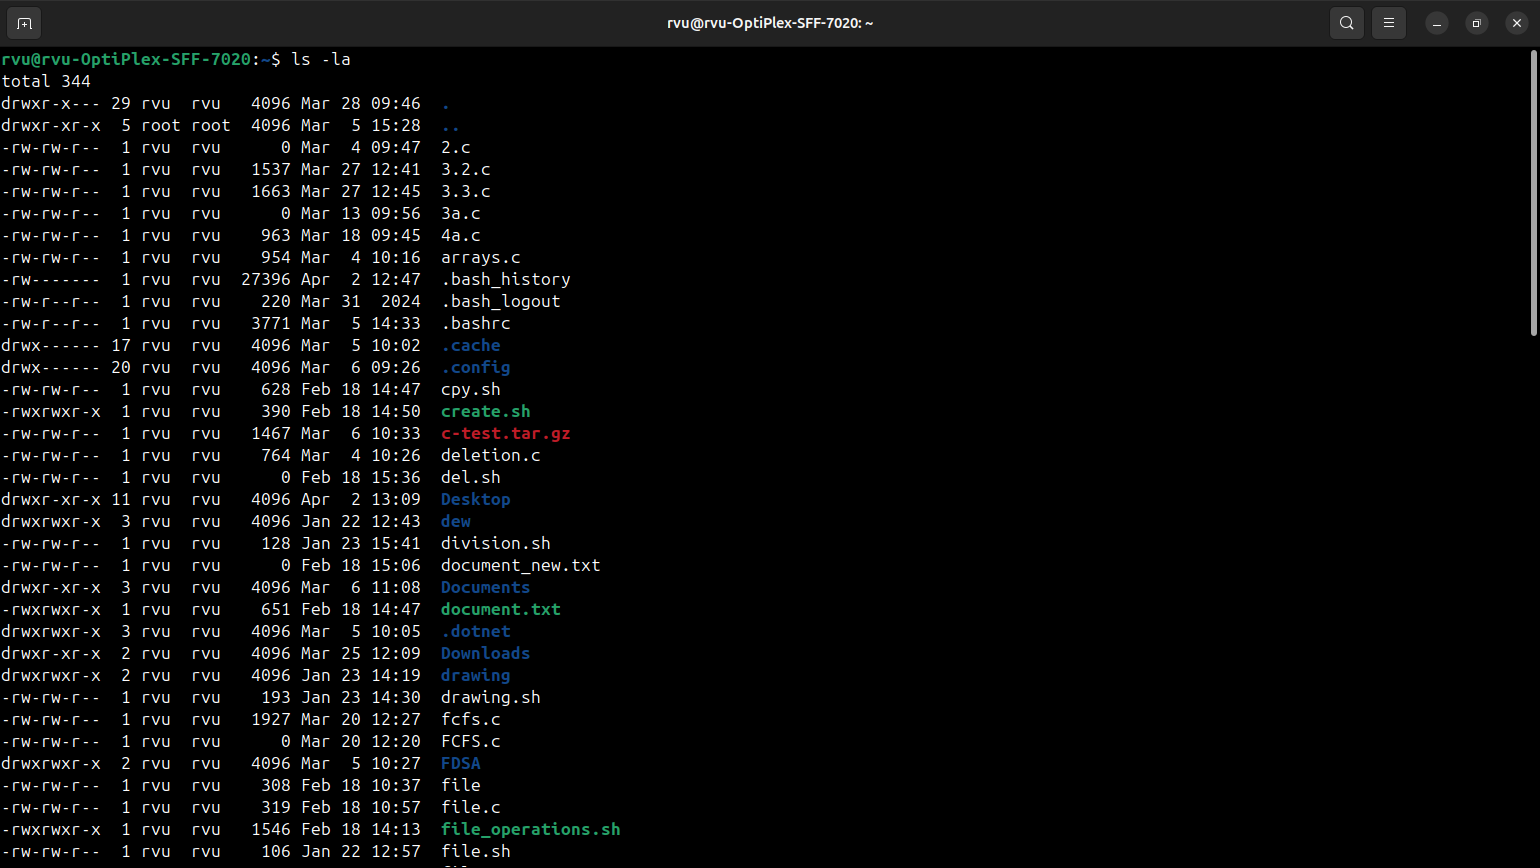 rvu@rvu-OptiPlex-SFF-7020: ~
rvu@rvu-OptiPlex-SFF-7020:~$ ls -la
total 344
drwxr-x--- 29 rvu  rvu   4096 Mar 28 09:46  .
drwxr-xr-x  5 root root  4096 Mar  5 15:28  ..
-rw-rw-r--  1 rvu  rvu      0 Mar  4 09:47  2.c
-rw-rw-r--  1 rvu  rvu   1537 Mar 27 12:41  3.2.c
-rw-rw-r--  1 rvu  rvu   1663 Mar 27 12:45  3.3.c
-rw-rw-r--  1 rvu  rvu      0 Mar 13 09:56  3a.c
-rw-rw-r--  1 rvu  rvu    963 Mar 18 09:45  4a.c
-rw-rw-r--  1 rvu  rvu    954 Mar  4 10:16  arrays.c
-rw-------  1 rvu  rvu  27396 Apr  2 12:47  .bash_history
-rw-r--r--  1 rvu  rvu    220 Mar 31  2024  .bash_logout
-rw-r--r--  1 rvu  rvu   3771 Mar  5 14:33  .bashrc
drwx------ 17 rvu  rvu   4096 Mar  5 10:02  .cache
drwx------ 20 rvu  rvu   4096 Mar  6 09:26  .config
-rw-rw-r--  1 rvu  rvu    628 Feb 18 14:47  cpy.sh
-rwxrwxr-x  1 rvu  rvu    390 Feb 18 14:50  create.sh
-rw-rw-r--  1 rvu  rvu   1467 Mar  6 10:33  c-test.tar.gz
-rw-rw-r--  1 rvu  rvu    764 Mar  4 10:26  deletion.c
-rw-rw-r--  1 rvu  rvu      0 Feb 18 15:36  del.sh
drwxr-xr-x 11 rvu  rvu   4096 Apr  2 13:09  Desktop
drwxrwxr-x  3 rvu  rvu   4096 Jan 22 12:43  dew
-rw-rw-r--  1 rvu  rvu    128 Jan 23 15:41  division.sh
-rw-rw-r--  1 rvu  rvu      0 Feb 18 15:06  document_new.txt
drwxr-xr-x  3 rvu  rvu   4096 Mar  6 11:08  Documents
-rwxrwxr-x  1 rvu  rvu    651 Feb 18 14:47  document.txt
drwxrwxr-x  3 rvu  rvu   4096 Mar  5 10:05  .dotnet
drwxr-xr-x  2 rvu  rvu   4096 Mar 25 12:09  Downloads
drwxrwxr-x  2 rvu  rvu   4096 Jan 23 14:19  drawing
-rw-rw-r--  1 rvu  rvu    193 Jan 23 14:30  drawing.sh
-rw-rw-r--  1 rvu  rvu   1927 Mar 20 12:27  fcfs.c
-rw-rw-r--  1 rvu  rvu      0 Mar 20 12:20  FCFS.c
drwxrwxr-x  2 rvu  rvu   4096 Mar  5 10:27  FDSA
-rw-rw-r--  1 rvu  rvu    308 Feb 18 10:37  file
-rw-rw-r--  1 rvu  rvu    319 Feb 18 10:57  file.c
-rwxrwxr-x  1 rvu  rvu   1546 Feb 18 14:13  file_operations.sh
-rw-rw-r--  1 rvu  rvu    106 Jan 22 12:57  file.sh